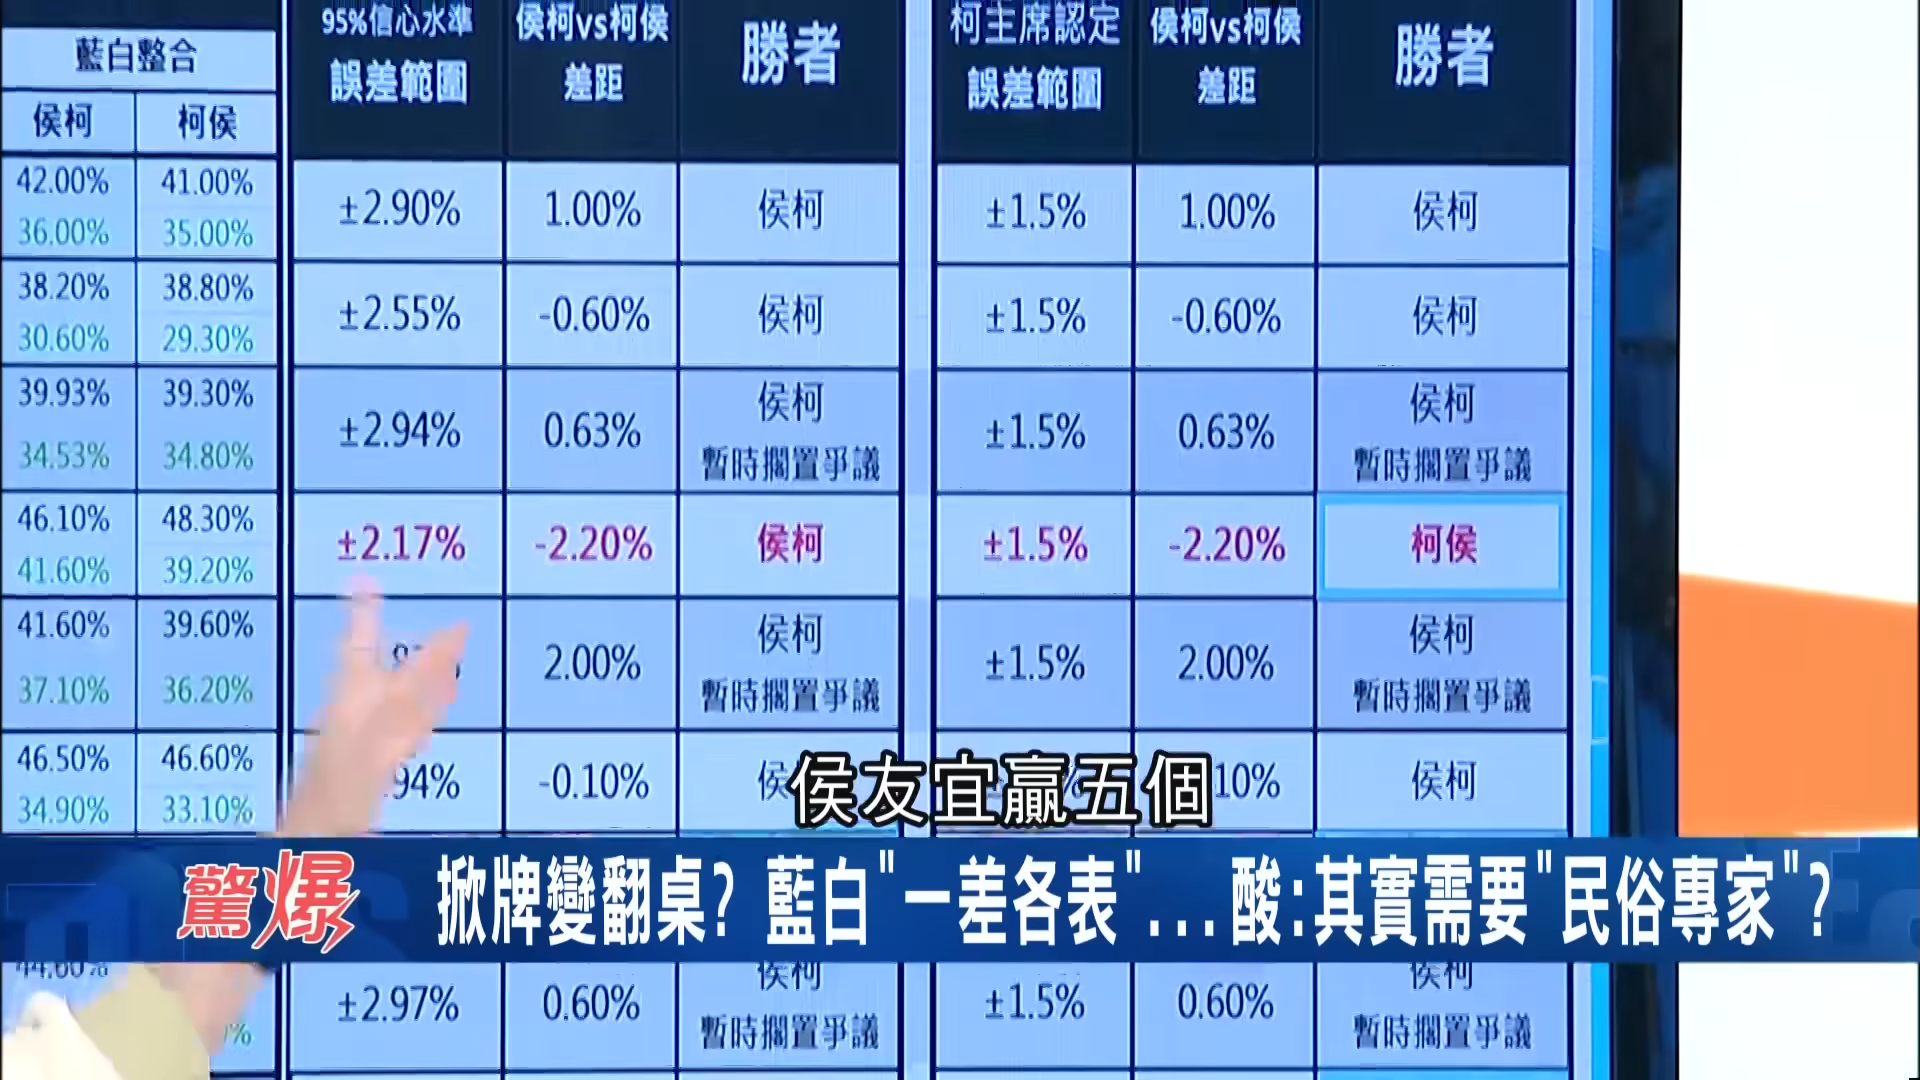 藍白整合
侯柯 柯侯
95%信心水準 誤差範圍 侯柯vs柯侯 差距 勝者
柯主席認定 誤差範圍 侯柯vs柯侯 差距 勝者
42.00% 41.00% ±2.90% 1.00% 侯柯 ±1.5% 1.00% 侯柯
36.00% 35.00%
38.20% 38.80% ±2.55% -0.60% 侯柯 ±1.5% -0.60% 侯柯
30.60% 29.30%
39.93% 39.30% ±2.94% 0.63% 侯柯 ±1.5% 0.63% 侯柯
34.53% 34.80% 暫時擱置爭議 暫時擱置爭議
46.10% 48.30% ±2.17% -2.20% 侯柯 ±1.5% -2.20% 柯侯
41.60% 39.20%
41.60% 39.60% 2.00% 侯柯 ±1.5% 2.00% 侯柯
37.10% 36.20% 暫時擱置爭議 暫時擱置爭議
46.50% 46.60% .94% -0.10% 侯 10% 侯柯
34.90% 33.10%
侯友宜贏五個
驚爆 掀牌變翻桌? 藍白"一差各表"...酸:其實需要"民俗專家"?
44.60% ±2.97% 0.60% 侯柯 ±1.5% 0.60% 侯柯
暫時擱置爭議 暫時擱置爭議